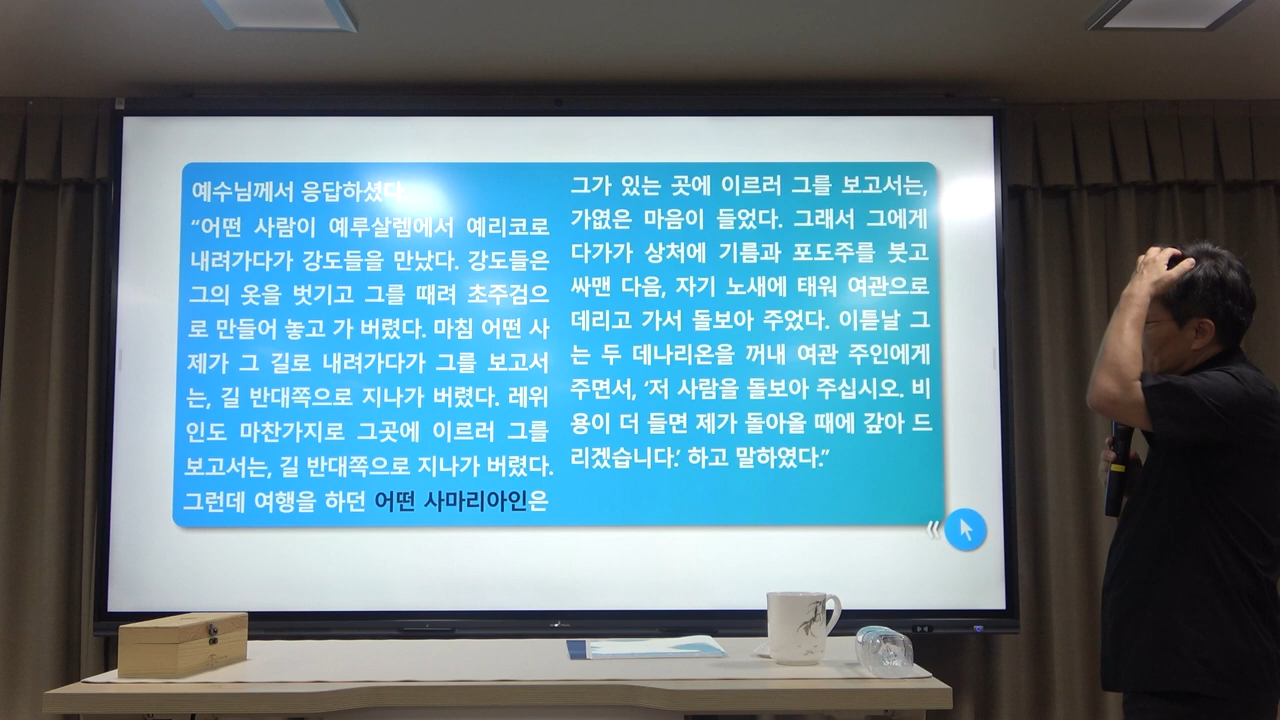 예수님께서 응답하셨다.
“어떤 사람이 예루살렘에서 예리코로
내려가다가 강도들을 만났다. 강도들은
그의 옷을 벗기고 그를 때려 초주검으
로 만들어 놓고 가 버렸다. 마침 어떤 사
제가 그 길로 내려가다가 그를 보고서
는, 길 반대쪽으로 지나가 버렸다. 레위
인도 마찬가지로 그곳에 이르러 그를
보고서는, 길 반대쪽으로 지나가 버렸다.
그런데 여행을 하던 어떤 사마리아인은
그가 있는 곳에 이르러 그를 보고서는,
가엾은 마음이 들었다. 그래서 그에게
다가가 상처에 기름과 포도주를 붓고
싸맨 다음, 자기 노새에 태워 여관으로
데리고 가서 돌보아 주었다. 이튿날 그
는 두 데나리온을 꺼내 여관 주인에게
주면서, ‘저 사람을 돌보아 주십시오. 비
용이 더 들면 제가 돌아올 때에 갚아 드
리겠습니다.’ 하고 말하였다.”